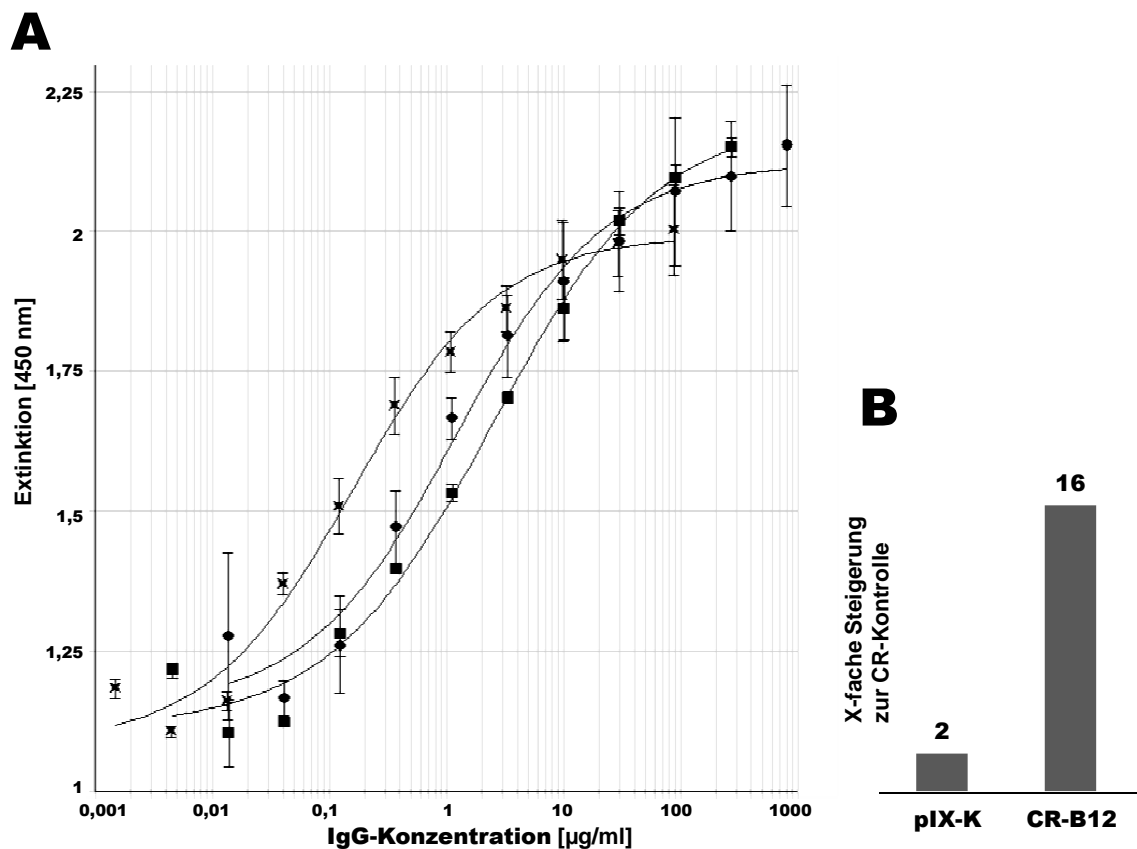 A
2,25
2
1,75
1,5
1,25
1
Extinktion [450 nm]
0,001 0,01 0,1 1 10 100 1000
IgG-Konzentration [µg/ml]
B
X-fache Steigerung
zur CR-Kontrolle
2
16
pIX-K CR-B12